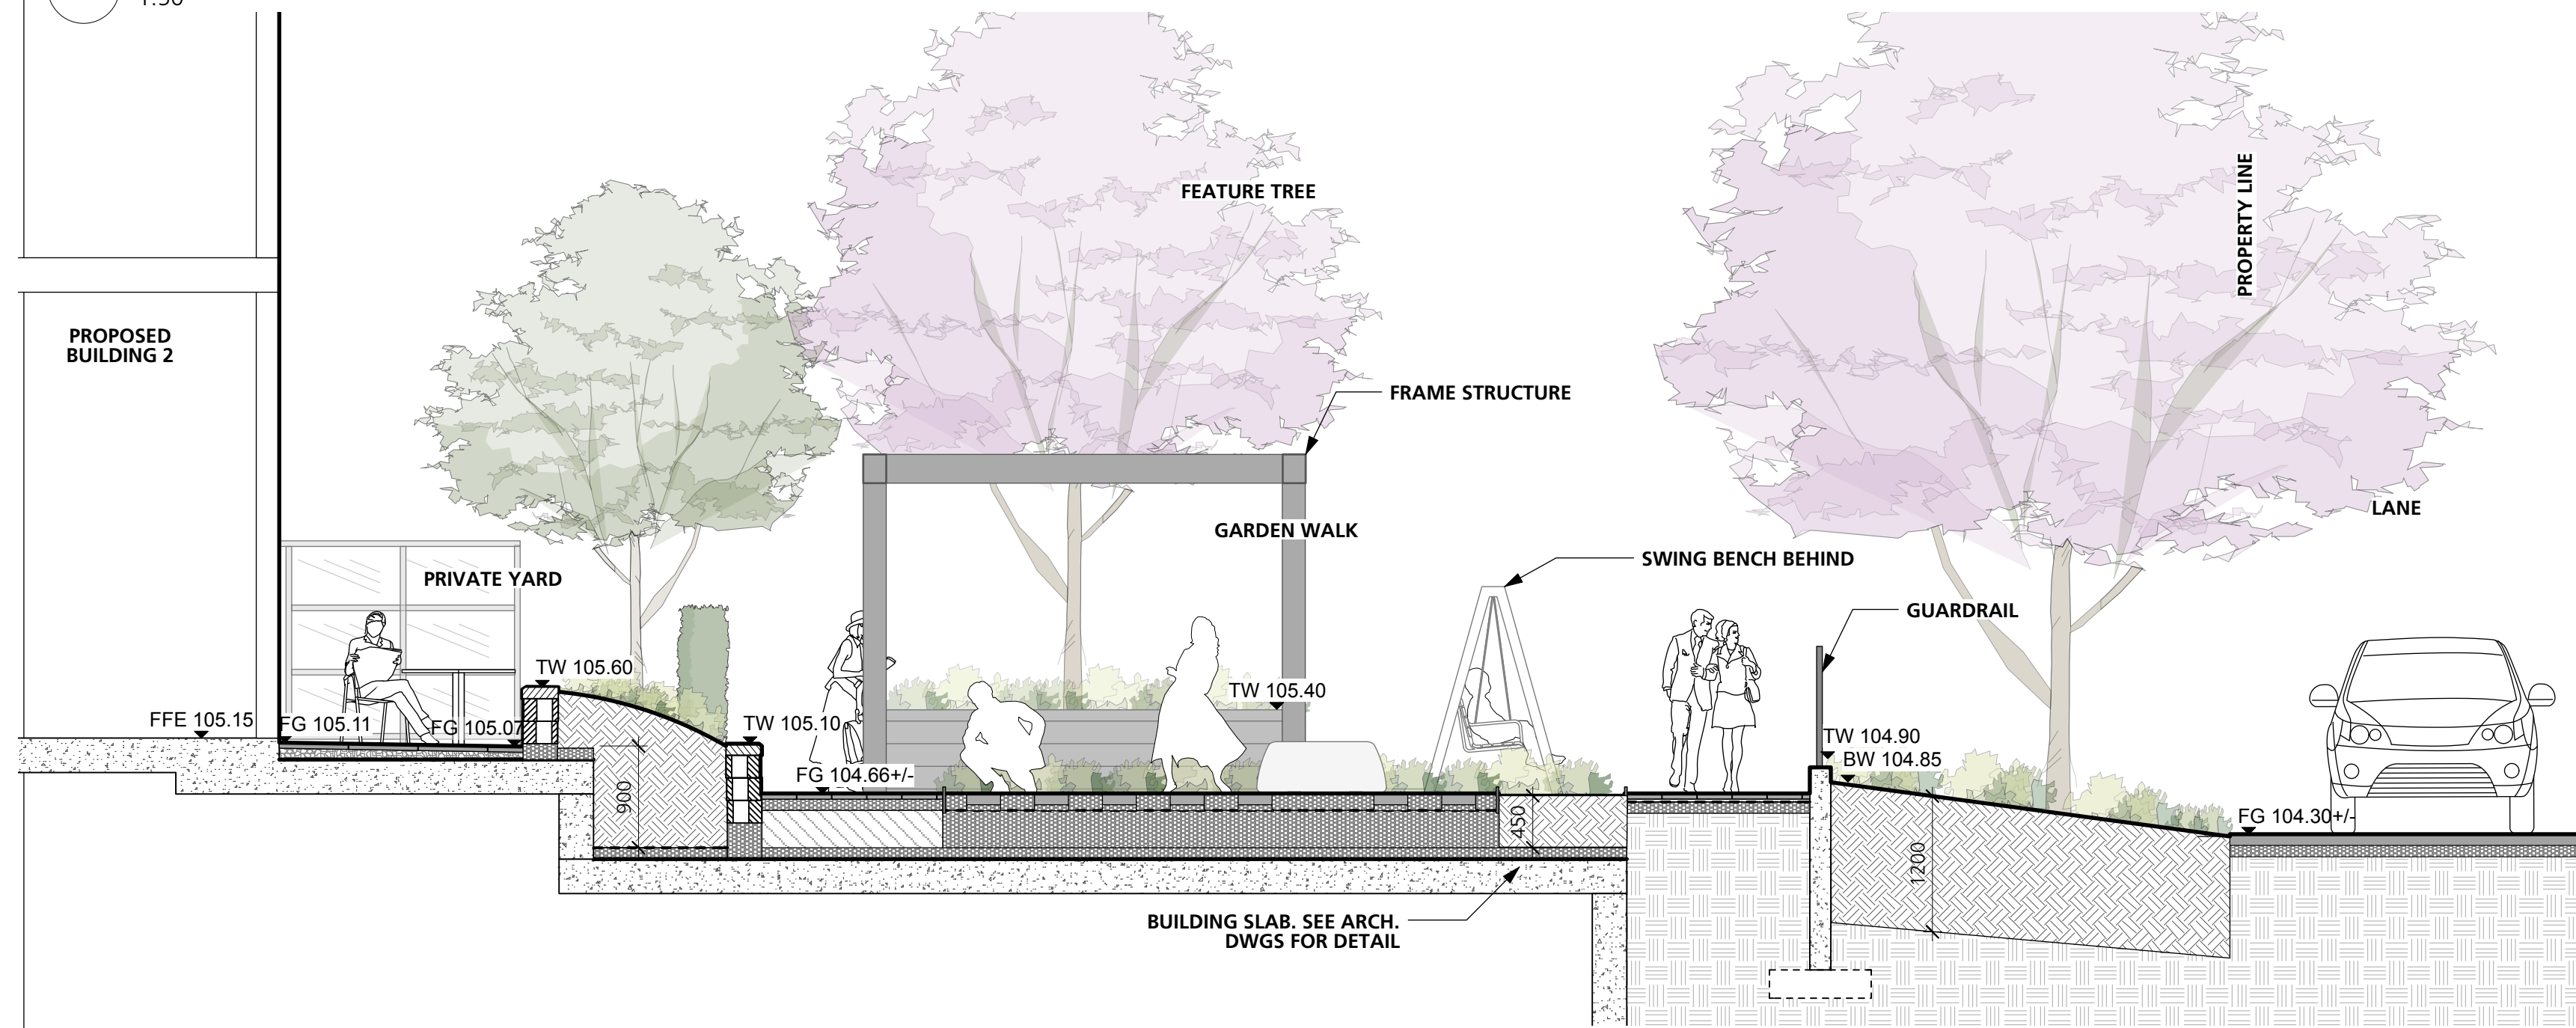 1:50
FEATURE TREE
PROPERTY LINE
PROPOSED
BUILDING 2
FRAME STRUCTURE
LANE
GARDEN WALK
SWING BENCH BEHIND
PRIVATE YARD
GUARDRAIL
TW 105.60
TW 105.40
FFE 105.15
FG 105.11
FG 105.07
TW 105.10
TW 104.90
BW 104.85
FG 104.66+/-
FG 104.30+/-
900
450
1200
BUILDING SLAB. SEE ARCH.
DWGS FOR DETAIL